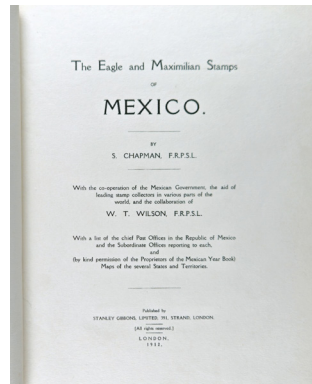 The Eagle and Maximilian Stamps
OF
MEXICO.
BY
S. CHAPMAN, F.R.P.S.L.
With the co-operation of the Mexican Government, the aid of
leading stamp collectors in various parts of the
world, and the collaboration of
W. T. WILSON, F.R.P.S.L.
With a list of the chief Post Offices in the Republic of Mexico
and the Subordinate Offices reporting to each,
and
(by kind permission of the Proprietors of the Mexican Year Book)
Maps of the several States and Territories.
Published by
STANLEY GIBBONS, LIMITED, 391, STRAND, LONDON.
[All rights reserved.]
LONDON,
1912.